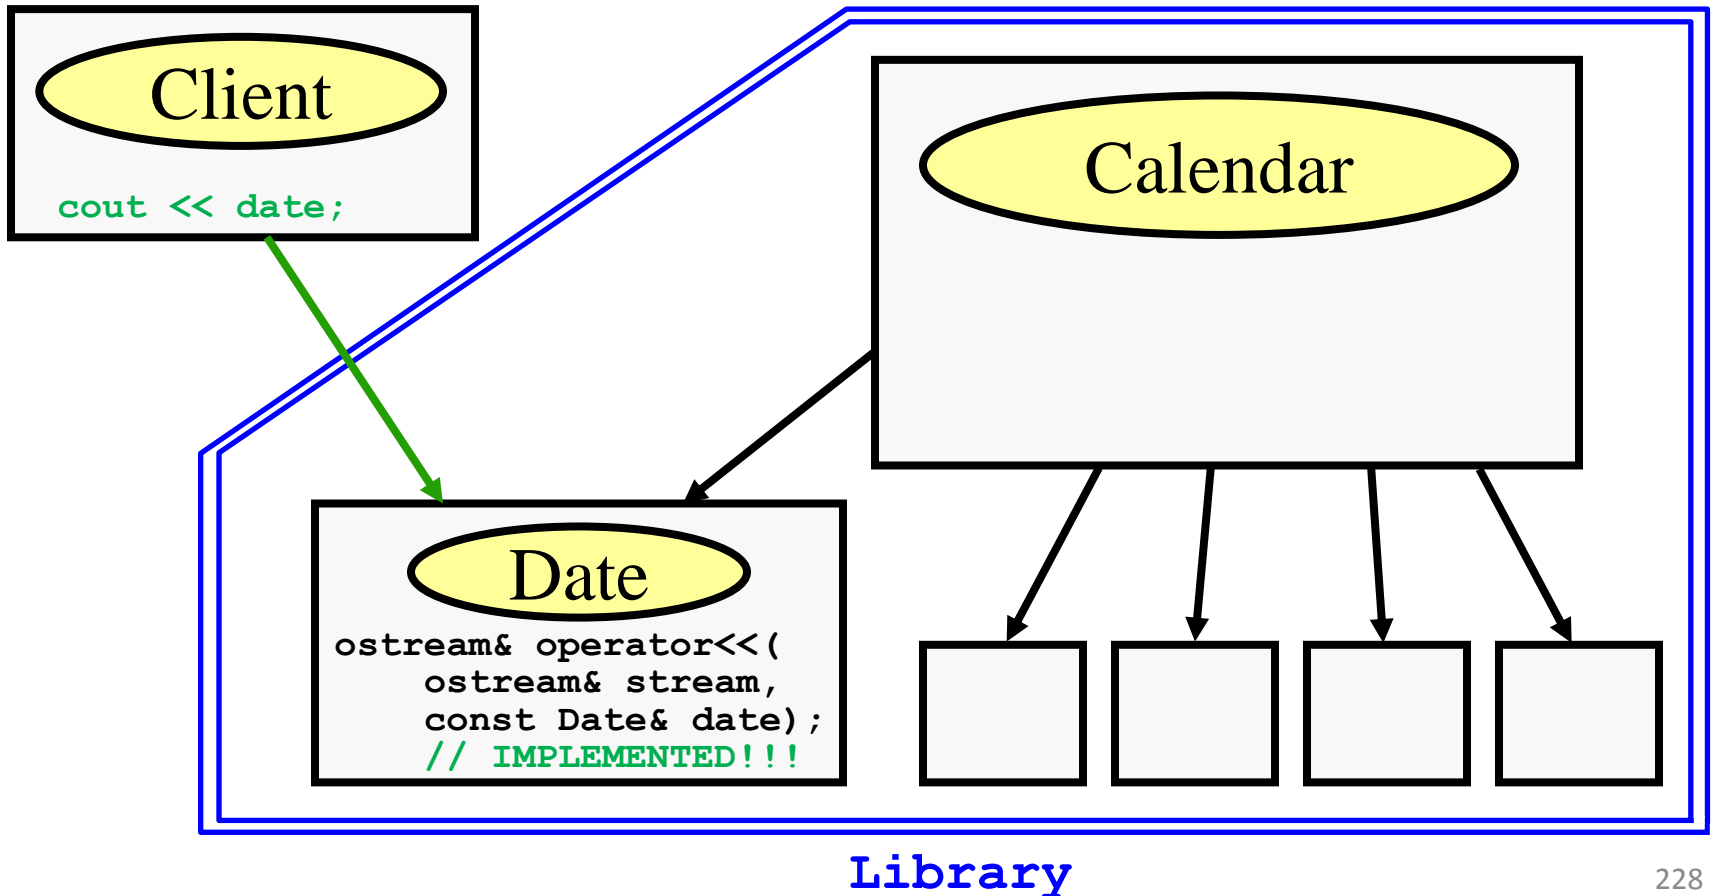 Client
cout << date;
Calendar
Date
ostream& operator<<(
ostream& stream,
const Date& date);
// IMPLEMENTED!!!
Library
228